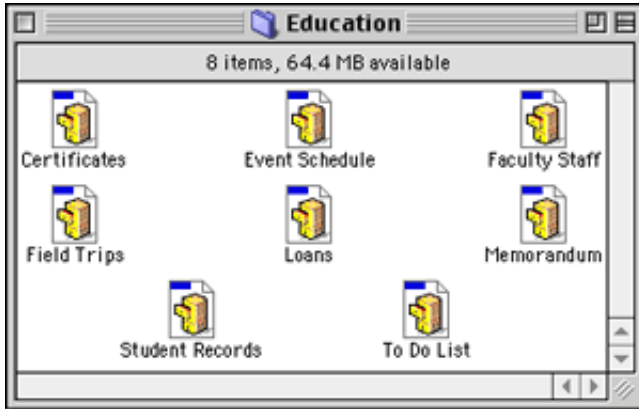 Education
8 items, 64.4 MB available
Certificates
Event Schedule
Faculty Staff
Field Trips
Loans
Memorandum
Student Records
To Do List